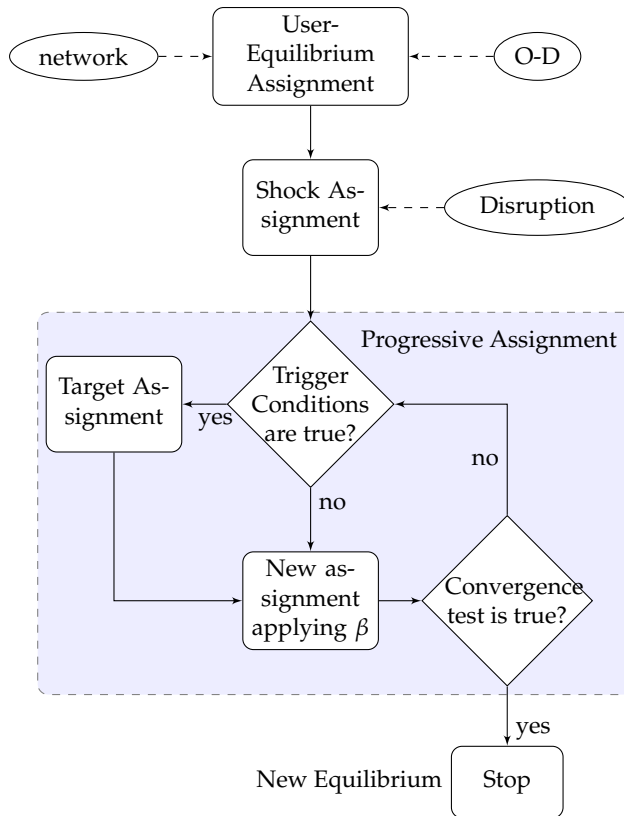 User-
Equilibrium
Assignment
network
O-D
Shock As-
signment
Disruption
Progressive Assignment
Target As-
signment
yes
Trigger
Conditions
are true?
no
no
New as-
signment
applying β
Convergence
test is true?
yes
New Equilibrium
Stop